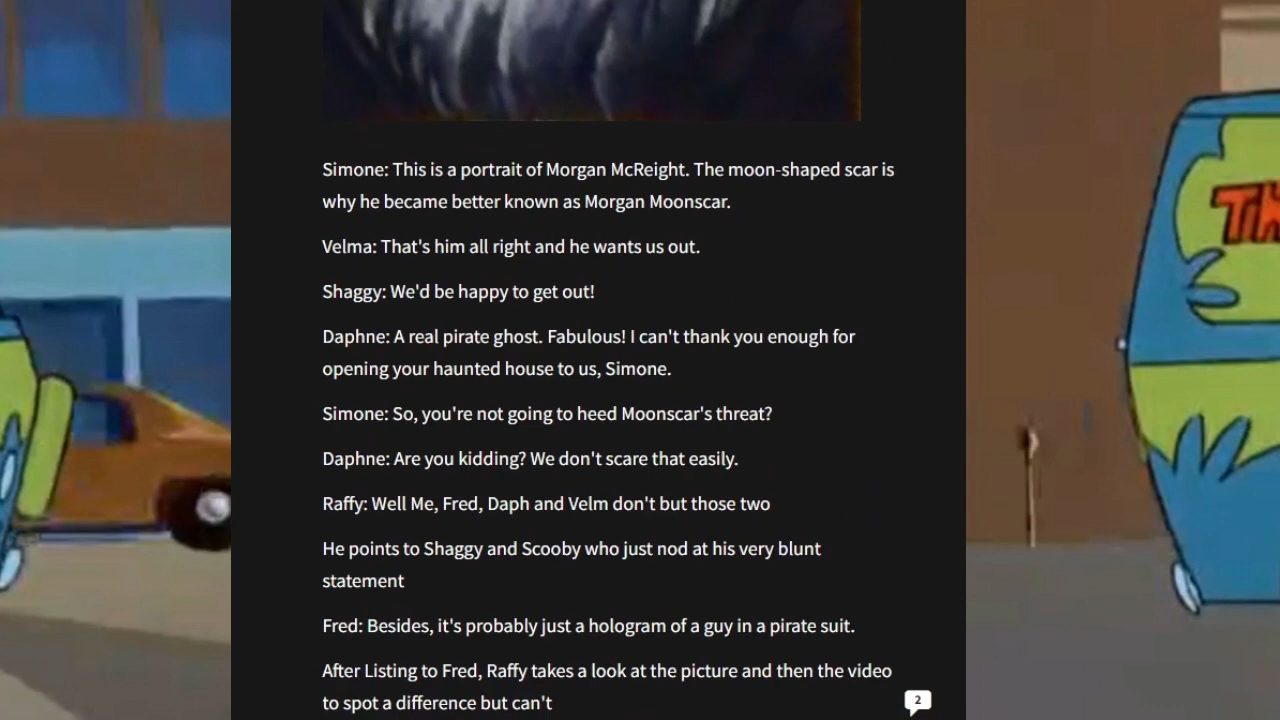 Simone: This is a portrait of Morgan McReight. The moon-shaped scar is
why he became better known as Morgan Moonscar.
Velma: That's him all right and he wants us out.
Shaggy: We'd be happy to get out!
Daphne: A real pirate ghost. Fabulous! I can't thank you enough for
opening your haunted house to us, Simone.
Simone: So, you're not going to heed Moonscar's threat?
Daphne: Are you kidding? We don't scare that easily.
Raffy: Well Me, Fred, Daph and Velm don't but those two
He points to Shaggy and Scooby who just nod at his very blunt
statement
Fred: Besides, it's probably just a hologram of a guy in a pirate suit.
After Listing to Fred, Raffy takes a look at the picture and then the video
to spot a difference but can't
2